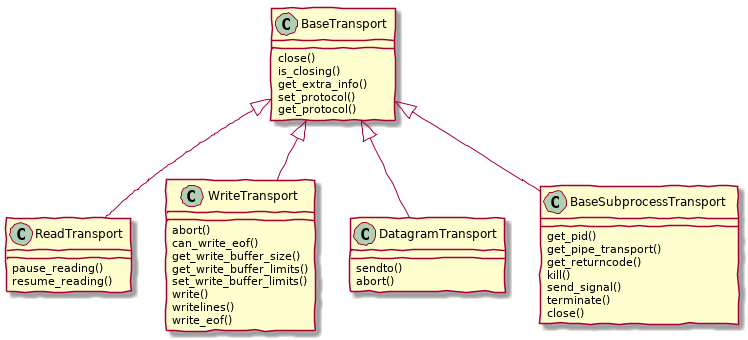 C BaseTransport
close()
is_closing()
get_extra_info()
set_protocol()
get_protocol()
C ReadTransport
pause_reading()
resume_reading()
C WriteTransport
abort()
can_write_eof()
get_write_buffer_size()
get_write_buffer_limits()
set_write_buffer_limits()
write()
writelines()
write_eof()
C DatagramTransport
sendto()
abort()
C BaseSubprocessTransport
get_pid()
get_pipe_transport()
get_returncode()
kill()
send_signal()
terminate()
close()